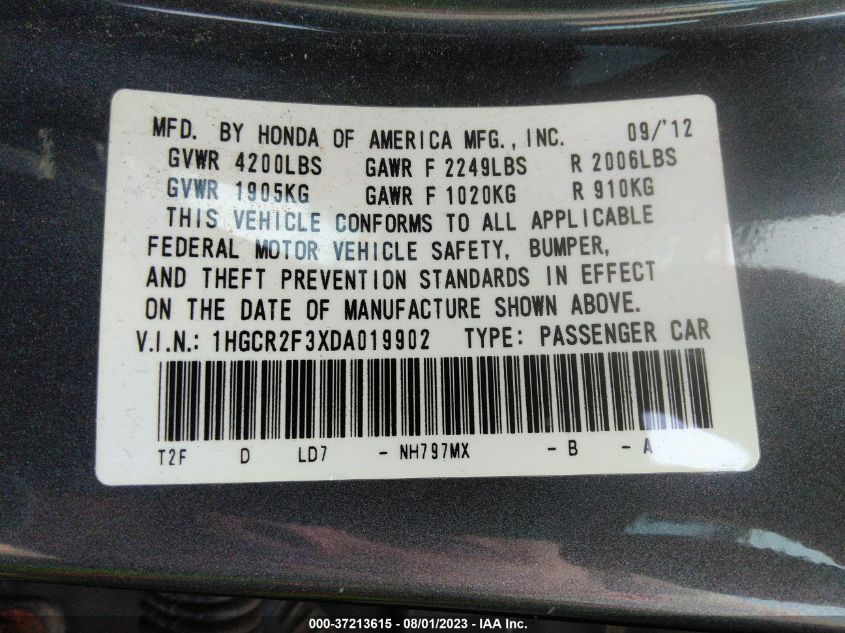 MFD. BY HONDA OF AMERICA MFG., INC. 09/'12
GVWR 4200LBS GAWR F 2249LBS R 2006LBS
GVWR 1905KG GAWR F 1020KG R 910KG
THIS VEHICLE CONFORMS TO ALL APPLICABLE
FEDERAL MOTOR VEHICLE SAFETY, BUMPER,
AND THEFT PREVENTION STANDARDS IN EFFECT
ON THE DATE OF MANUFACTURE SHOWN ABOVE.
V.I.N.: 1HGCR2F3XDA019902 TYPE: PASSENGER CAR
T2F D LD7 - NH797MX - B - A
000-37213615 - 08/01/2023 - IAA Inc.